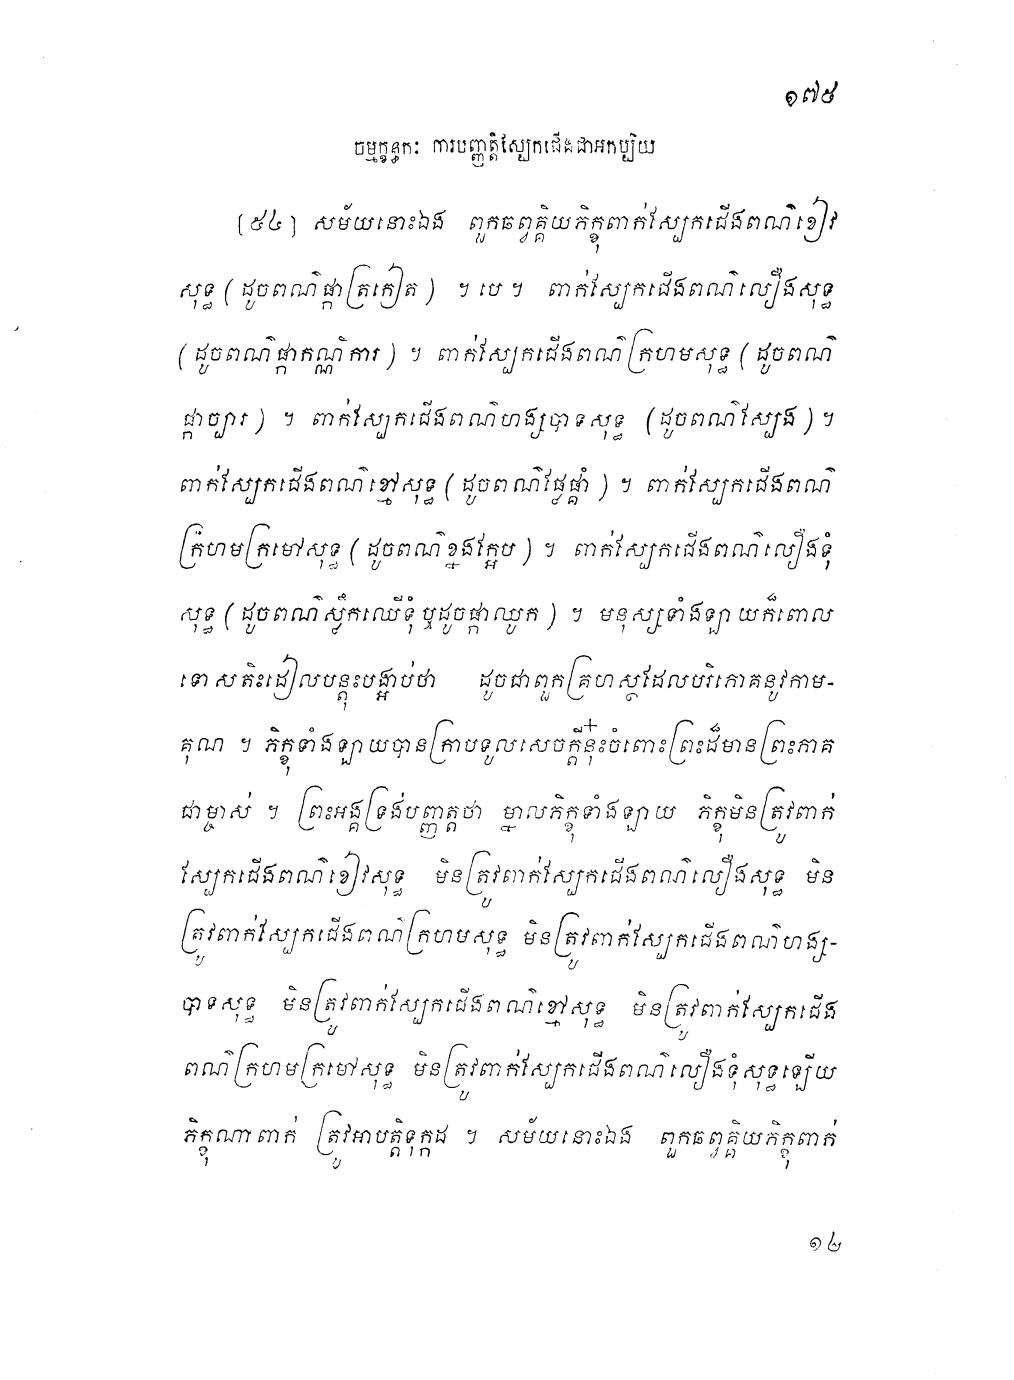 ១៧៥
ចម្មក្ខន្ធកៈ ការបញ្ញត្តិស្បែកជើងជាអកប្បិយ
[៥៤] សម័យនោះឯង ពួកឆព្វគ្គិយភិក្ខុពាក់ស្បែកជើងពណ៌ខៀវ
សុទ្ធ (ដូចពណ៌ផ្កាត្រកៀត) ។ បេ ។ ពាក់ស្បែកជើងពណ៌លឿងសុទ្ធ
(ដូចពណ៌ផ្កាកណ្ណិការ) ។ ពាក់ស្បែកជើងពណ៌ក្រហមសុទ្ធ (ដូចពណ៌
ផ្កាច្បារ) ។ ពាក់ស្បែកជើងពណ៌ហង្សបាទសុទ្ធ (ដូចពណ៌ស្បែង) ។
ពាក់ស្បែកជើងពណ៌ខ្មៅសុទ្ធ (ដូចពណ៌ផ្លែផ្គាំ) ។ ពាក់ស្បែកជើងពណ៌
ក្រហមក្រមៅសុទ្ធ (ដូចពណ៌ខ្នងក្អែប) ។ ពាក់ស្បែកជើងពណ៌លឿងទុំ
សុទ្ធ (ដូចពណ៌ស្លឹកឈើទុំឬដូចផ្កាឈូក) ។ មនុស្សទាំងឡាយក៏ពោល
ទោសតិះដៀលបន្តុះបង្អាប់ថា ដូចជាពួកគ្រហស្ថដែលបរិភោគនូវកាម-
គុណ ។ ភិក្ខុទាំងឡាយបានក្រាបទូលសេចក្តីនុ៎ះចំពោះព្រះដ៏មានព្រះភាគ
ជាម្ចាស់ ។ ព្រះអង្គទ្រង់បញ្ញត្តថា ម្នាលភិក្ខុទាំងឡាយ ភិក្ខុមិនត្រូវពាក់
ស្បែកជើងពណ៌ខៀវសុទ្ធ មិនត្រូវពាក់ស្បែកជើងពណ៌លឿងសុទ្ធ មិន
ត្រូវពាក់ស្បែកជើងពណ៌ក្រហមសុទ្ធ មិនត្រូវពាក់ស្បែកជើងពណ៌ហង្ស-
បាទសុទ្ធ មិនត្រូវពាក់ស្បែកជើងពណ៌ខ្មៅសុទ្ធ មិនត្រូវពាក់ស្បែកជើង
ពណ៌ក្រហមក្រមៅសុទ្ធ មិនត្រូវពាក់ស្បែកជើងពណ៌លឿងទុំសុទ្ធឡើយ
ភិក្ខុណាពាក់ ត្រូវអាបត្តិទុក្កដ ។ សម័យនោះឯង ពួកឆព្វគ្គិយភិក្ខុពាក់
១៤